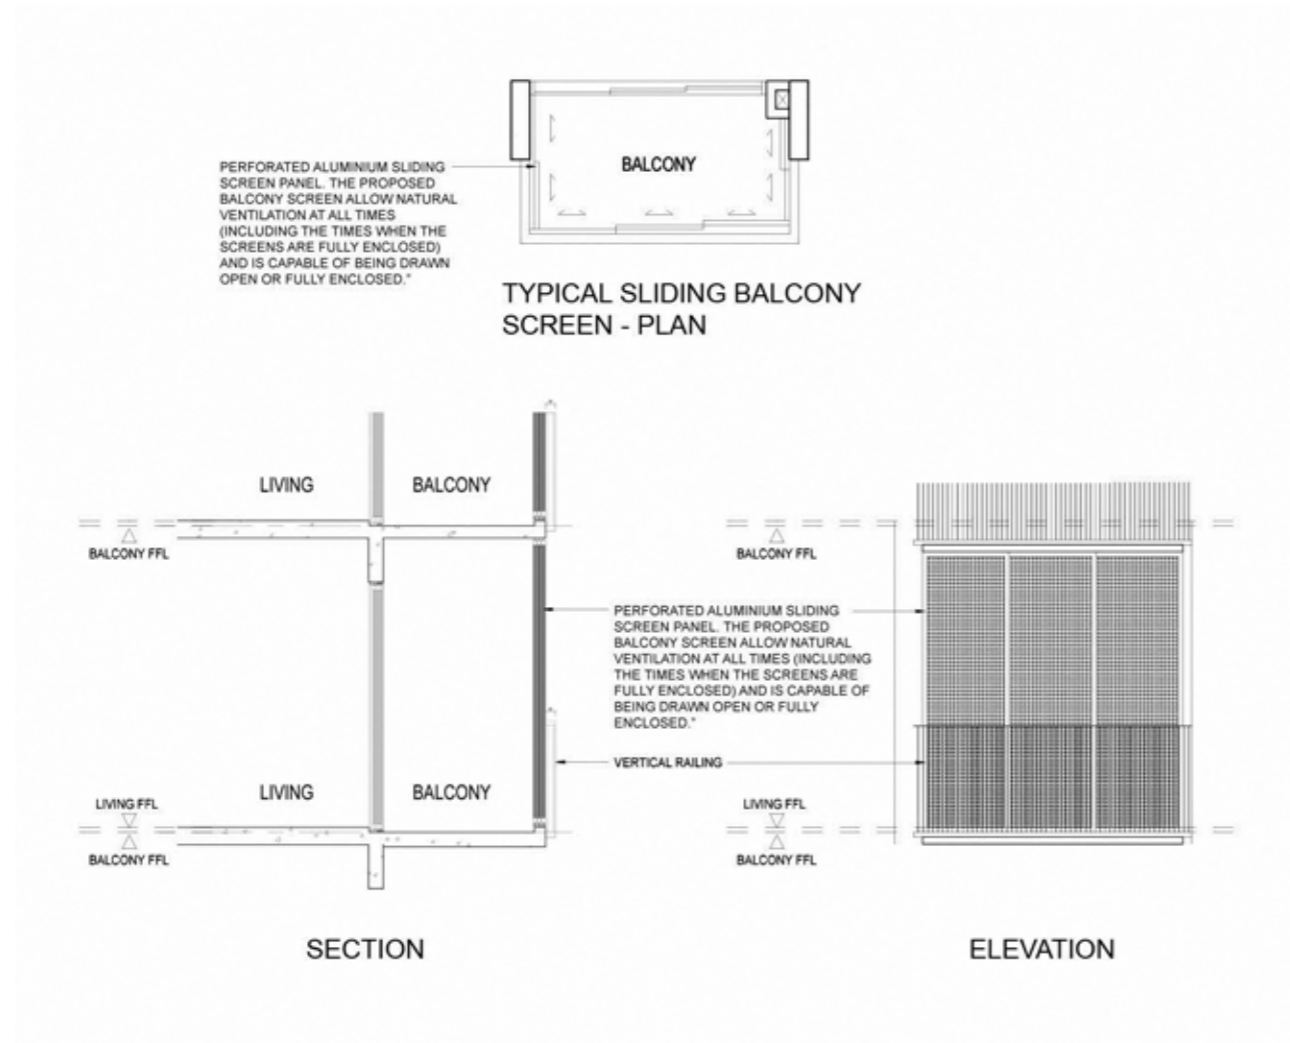 BALCONY
PERFORATED ALUMINIUM SLIDING
SCREEN PANEL. THE PROPOSED
BALCONY SCREEN ALLOW NATURAL
VENTILATION AT ALL TIMES
(INCLUDING THE TIMES WHEN THE
SCREENS ARE FULLY ENCLOSED)
AND IS CAPABLE OF BEING DRAWN
OPEN OR FULLY ENCLOSED."
TYPICAL SLIDING BALCONY
SCREEN - PLAN
LIVING
BALCONY
BALCONY FFL
LIVING
BALCONY
LIVING FFL
BALCONY FFL
SECTION
PERFORATED ALUMINIUM SLIDING
SCREEN PANEL. THE PROPOSED
BALCONY SCREEN ALLOW NATURAL
VENTILATION AT ALL TIMES (INCLUDING
THE TIMES WHEN THE SCREENS ARE
FULLY ENCLOSED) AND IS CAPABLE OF
BEING DRAWN OPEN OR FULLY
ENCLOSED."
VERTICAL RAILING
BALCONY FFL
LIVING FFL
BALCONY FFL
ELEVATION